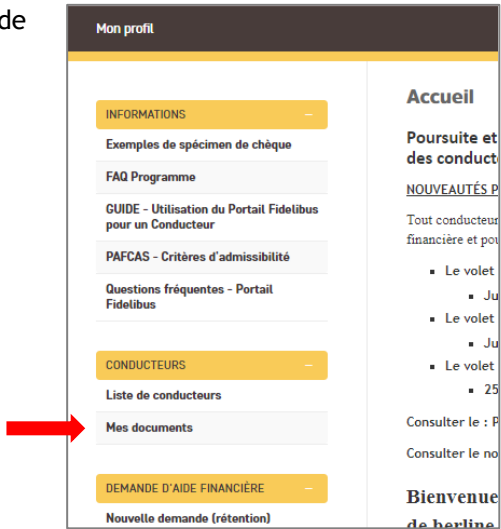 de
Mon profil
INFORMATIONS
Exemples de spécimen de chèque
FAQ Programme
GUIDE - Utilisation du Portail Fidelibus
pour un Conducteur
PAFCAS - Critères d'admissibilité
Questions fréquentes - Portail
Fidelibus
CONDUCTEURS
Liste de conducteurs
Mes documents
DEMANDE D'AIDE FINANCIÈRE
Nouvelle demande (rétention)
Accueil
Poursuite et
des conduct
NOUVEAUTÉS P
Tout conducteur
financière et pou
▪ Le volet
▪ Ju
▪ Le volet
▪ Ju
▪ Le volet
▪ 25
Consulter le : P
Consulter le no
Bienvenue
de berline